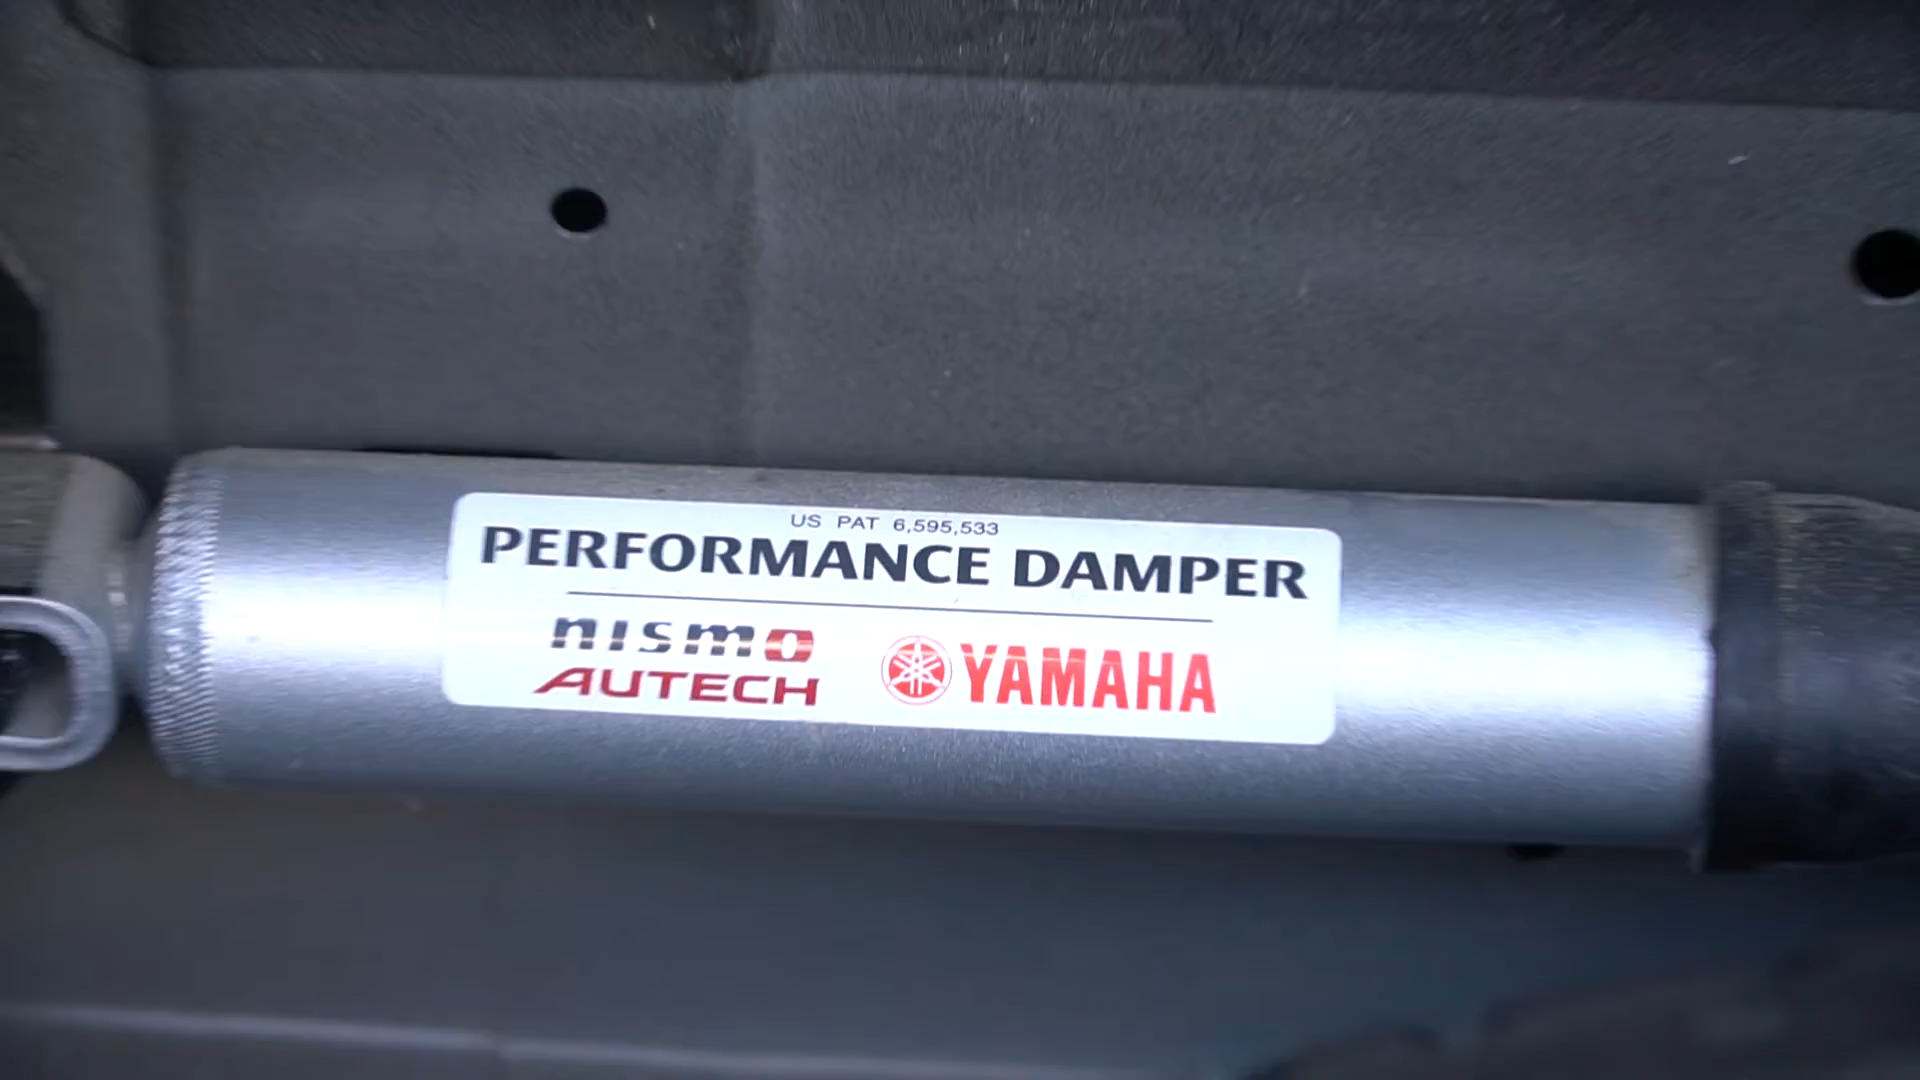 US PAT 6,595,533
PERFORMANCE DAMPER
nismo
AUTECH
YAMAHA